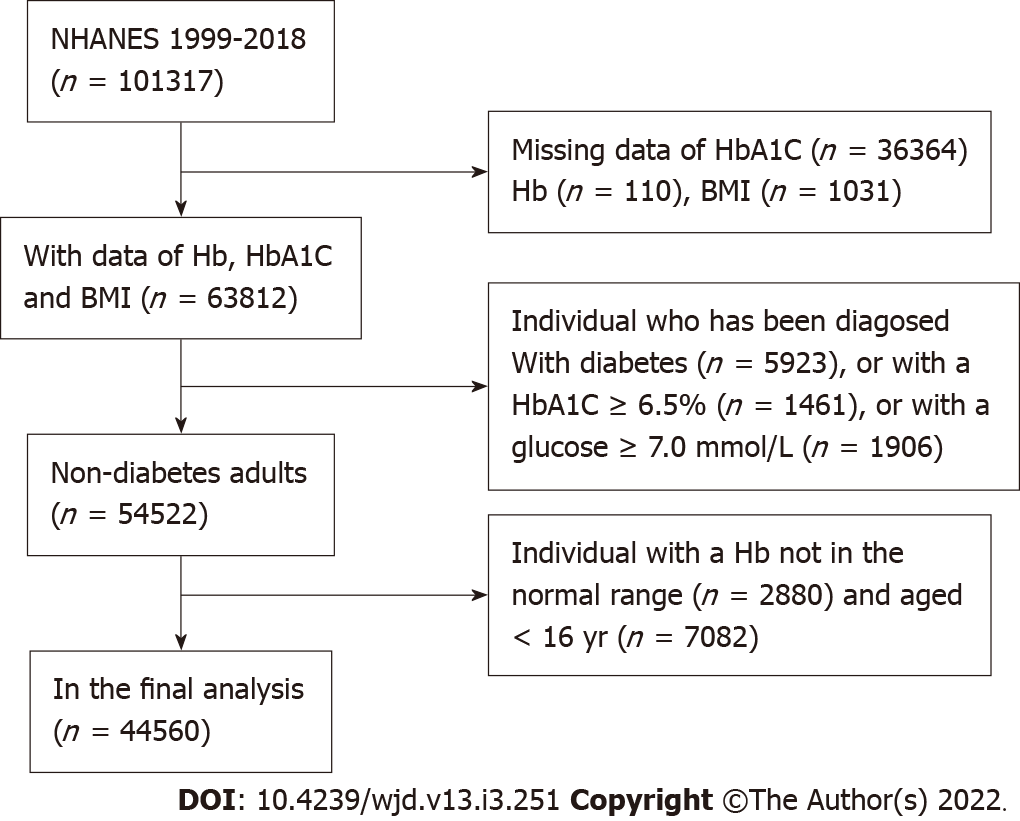 NHANES 1999-2018
(n = 101317)
Missing data of HbA1C (n = 36364)
Hb (n = 110), BMI (n = 1031)
With data of Hb, HbA1C
and BMI (n = 63812)
Individual who has been diagosed
With diabetes (n = 5923), or with a
HbA1C ≥ 6.5% (n = 1461), or with a
glucose ≥ 7.0 mmol/L (n = 1906)
Non-diabetes adults
(n = 54522)
Individual with a Hb not in the
normal range (n = 2880) and aged
< 16 yr (n = 7082)
In the final analysis
(n = 44560)
DOI: 10.4239/wjd.v13.i3.251 Copyright ©The Author(s) 2022.